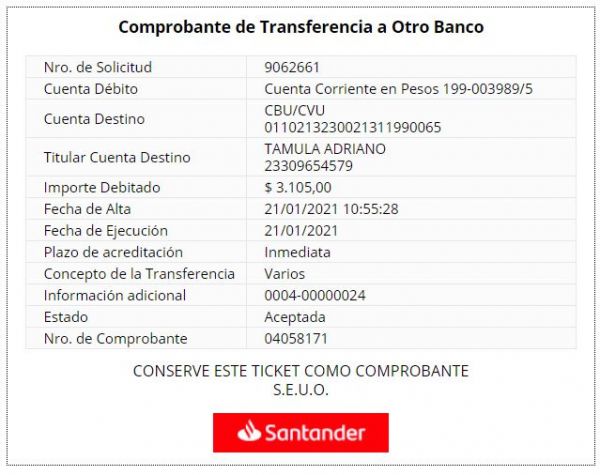 Comprobante de Transferencia a Otro Banco
Nro. de Solicitud 9062661
Cuenta Débito Cuenta Corriente en Pesos 199-003989/5
Cuenta Destino CBU/CVU
0110213230021311990065
Titular Cuenta Destino TAMULA ADRIANO
23309654579
Importe Debitado $ 3.105,00
Fecha de Alta 21/01/2021 10:55:28
Fecha de Ejecución 21/01/2021
Plazo de acreditación Inmediata
Concepto de la Transferencia Varios
Información adicional 0004-00000024
Estado Aceptada
Nro. de Comprobante 04058171
CONSERVE ESTE TICKET COMO COMPROBANTE
S.E.U.O.
Santander